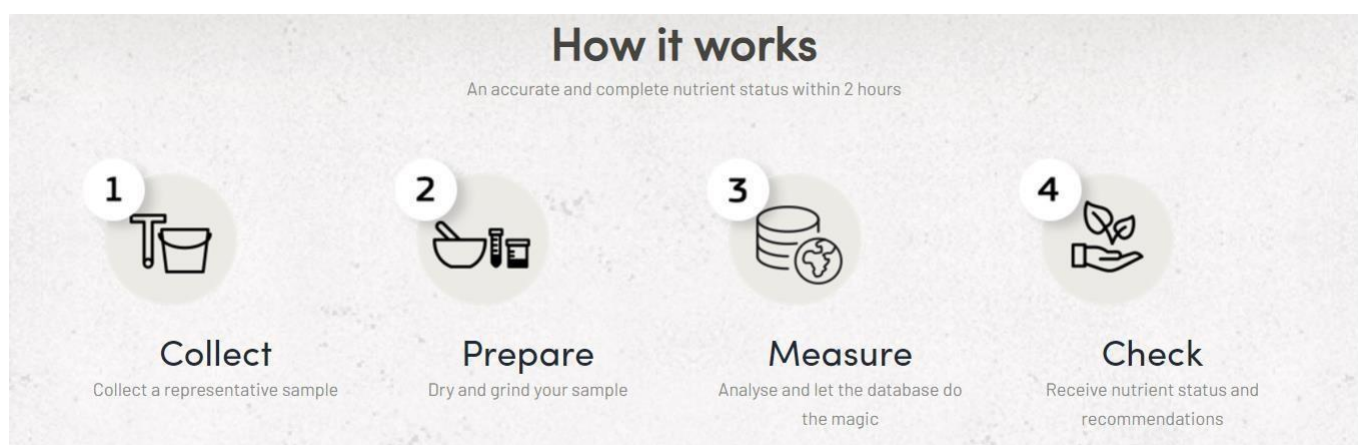 How it works
An accurate and complete nutrient status within 2 hours
1
2
3
4
Collect
Collect a representative sample
Prepare
Dry and grind your sample
Measure
Analyse and let the database do
the magic
Check
Receive nutrient status and
recommendations